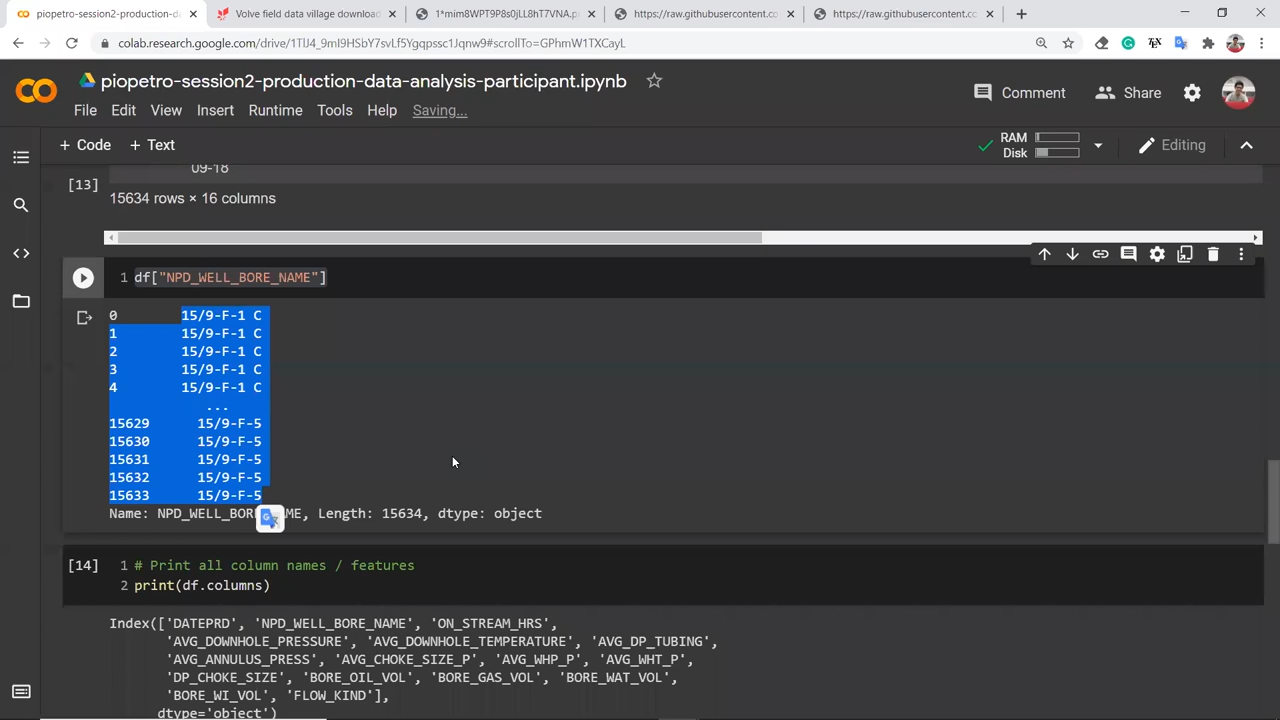 piopetro-session2-production-d
Volve field data village download
1*mim8WPT9P8s0jLL8hT7VNA.p
https://raw.githubusercontent.co
https://raw.githubusercontent.cc
colab.research.google.com/drive/1TlJ4_9mI9HSbY7svLf5Ygqpssc1Jqnw9#scrollTo=GPhmW1TXCayL
piopetro-session2-production-data-analysis-participant.ipynb
Comment
Share
File Edit View Insert Runtime Tools Help Saving...
+ Code + Text
RAM
Disk
Editing
09-18
[13]
15634 rows × 16 columns
1 df["NPD_WELL_BORE_NAME"]
0 15/9-F-1 C
1 15/9-F-1 C
2 15/9-F-1 C
3 15/9-F-1 C
4 15/9-F-1 C
...
15629 15/9-F-5
15630 15/9-F-5
15631 15/9-F-5
15632 15/9-F-5
15633 15/9-F-5
Name: NPD_WELL_BOR ME, Length: 15634, dtype: object
[14] 1 # Print all column names / features
2 print(df.columns)
Index(['DATEPRD', 'NPD_WELL_BORE_NAME', 'ON_STREAM_HRS',
'AVG_DOWNHOLE_PRESSURE', 'AVG_DOWNHOLE_TEMPERATURE', 'AVG_DP_TUBING',
'AVG_ANNULUS_PRESS', 'AVG_CHOKE_SIZE_P', 'AVG_WHP_P', 'AVG_WHT_P',
'DP_CHOKE_SIZE', 'BORE_OIL_VOL', 'BORE_GAS_VOL', 'BORE_WAT_VOL',
'BORE_WI_VOL', 'FLOW_KIND'],
dtype='object')